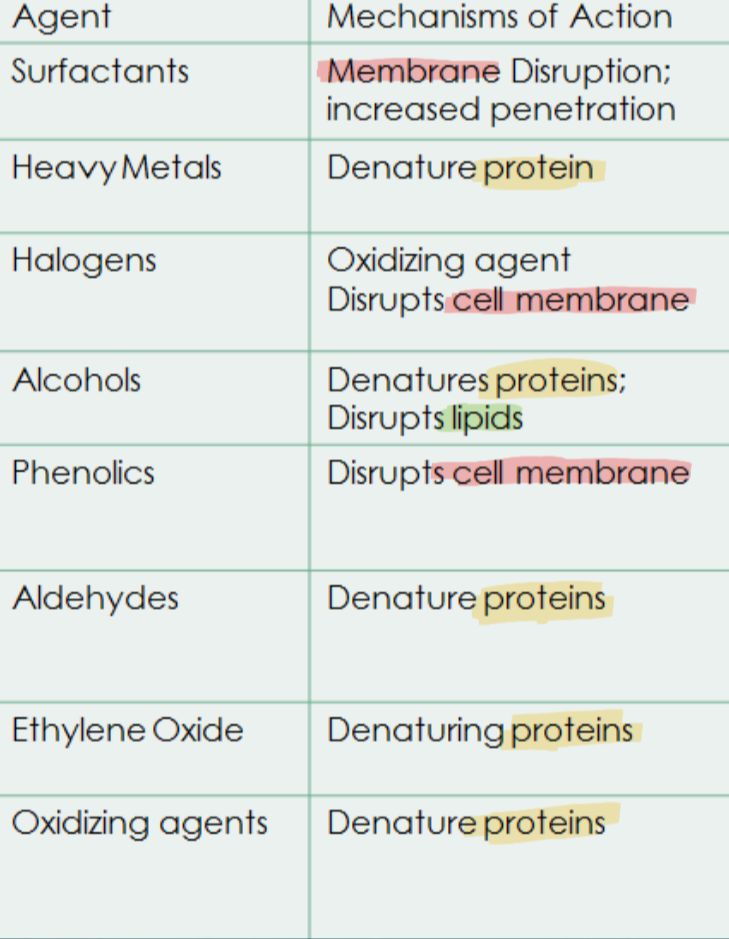 Agent Mechanisms of Action
Surfactants Membrane Disruption;
increased penetration
Heavy Metals Denature protein
Halogens Oxidizing agent
Disrupts cell membrane
Alcohols Denatures proteins;
Disrupts lipids
Phenolics Disrupts cell membrane
Aldehydes Denature proteins
Ethylene Oxide Denaturing proteins
Oxidizing agents Denature proteins